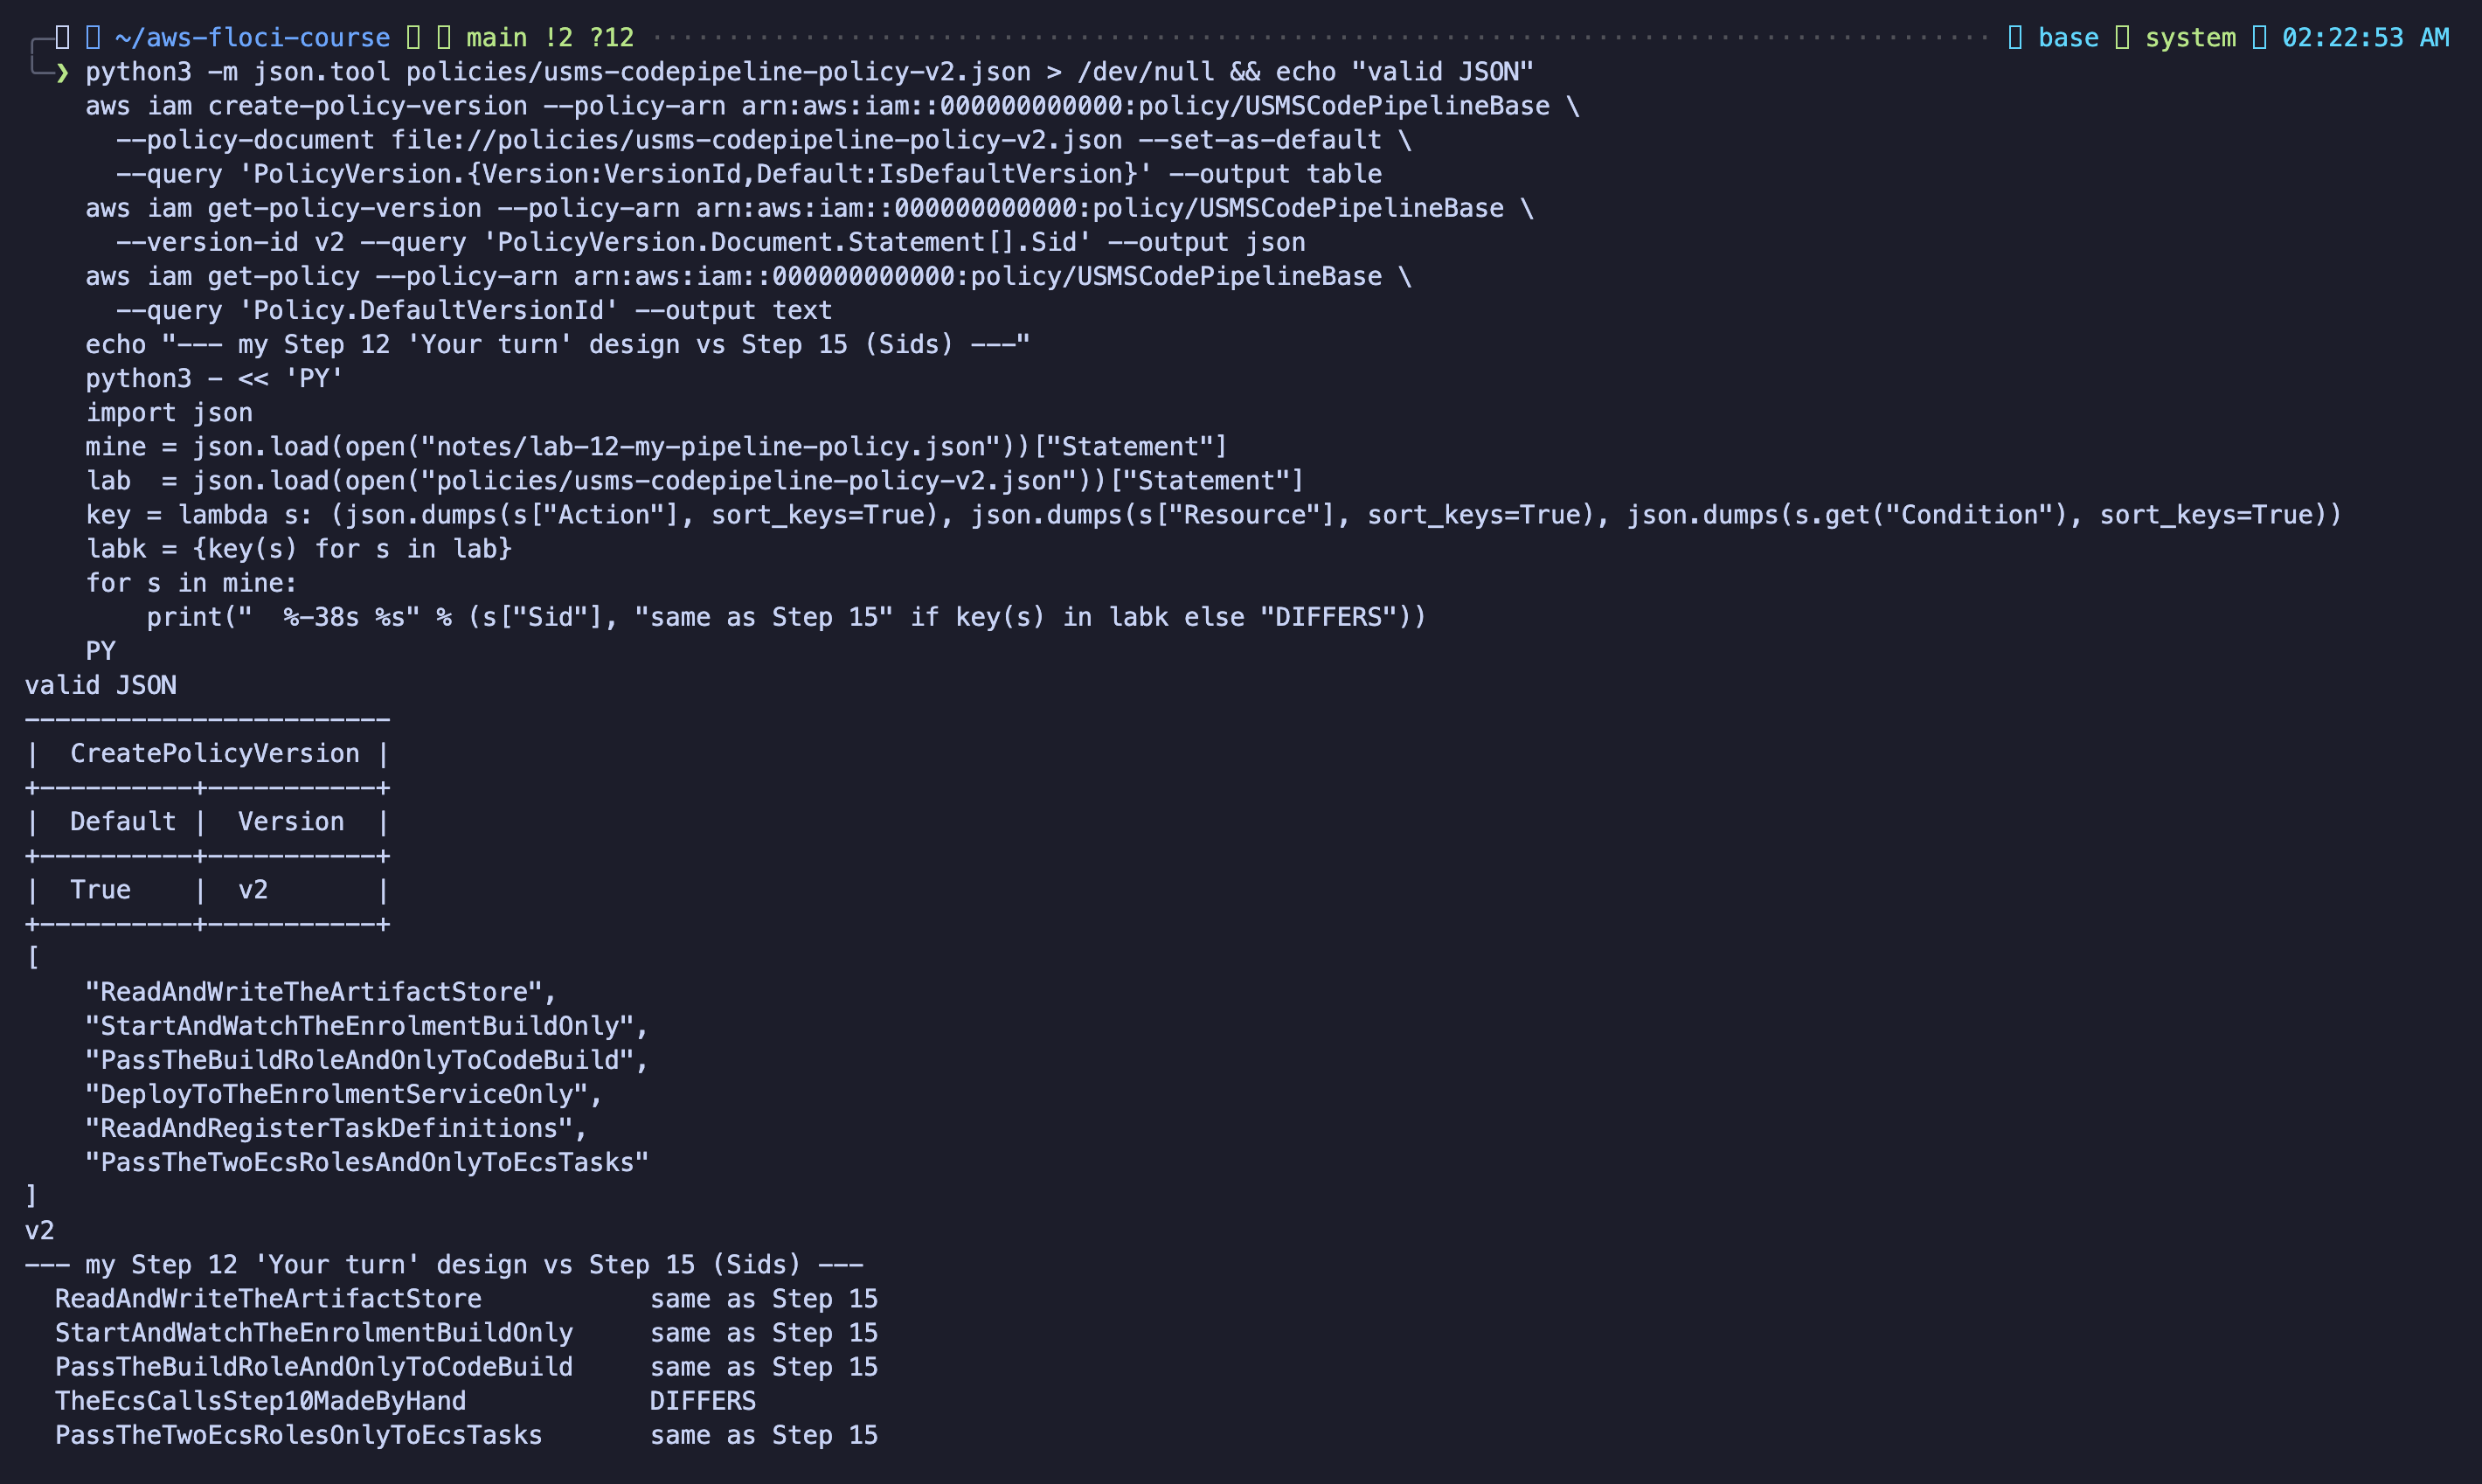 ~/aws-floci-course main !2 ?12 base system 02:22:53 AM
❯ python3 -m json.tool policies/usms-codepipeline-policy-v2.json > /dev/null && echo "valid JSON"
aws iam create-policy-version --policy-arn arn:aws:iam::000000000000:policy/USMSCodePipelineBase \
--policy-document file://policies/usms-codepipeline-policy-v2.json --set-as-default \
--query 'PolicyVersion.{Version:VersionId,Default:IsDefaultVersion}' --output table
aws iam get-policy-version --policy-arn arn:aws:iam::000000000000:policy/USMSCodePipelineBase \
--version-id v2 --query 'PolicyVersion.Document.Statement[].Sid' --output json
aws iam get-policy --policy-arn arn:aws:iam::000000000000:policy/USMSCodePipelineBase \
--query 'Policy.DefaultVersionId' --output text
echo "--- my Step 12 'Your turn' design vs Step 15 (Sids) ---"
python3 - << 'PY'
import json
mine = json.load(open("notes/lab-12-my-pipeline-policy.json"))["Statement"]
lab  = json.load(open("policies/usms-codepipeline-policy-v2.json"))["Statement"]
key = lambda s: (json.dumps(s["Action"], sort_keys=True), json.dumps(s["Resource"], sort_keys=True), json.dumps(s.get("Condition"), sort_keys=True))
labk = {key(s) for s in lab}
for s in mine:
    print("  %-38s %s" % (s["Sid"], "same as Step 15" if key(s) in labk else "DIFFERS"))
PY
valid JSON
------------------------
|  CreatePolicyVersion |
+----------+-----------+
|  Default |  Version  |
+----------+-----------+
|  True    |  v2       |
+----------+-----------+
[
    "ReadAndWriteTheArtifactStore",
    "StartAndWatchTheEnrolmentBuildOnly",
    "PassTheBuildRoleAndOnlyToCodeBuild",
    "DeployToTheEnrolmentServiceOnly",
    "ReadAndRegisterTaskDefinitions",
    "PassTheTwoEcsRolesAndOnlyToEcsTasks"
]
v2
--- my Step 12 'Your turn' design vs Step 15 (Sids) ---
  ReadAndWriteTheArtifactStore           same as Step 15
  StartAndWatchTheEnrolmentBuildOnly     same as Step 15
  PassTheBuildRoleAndOnlyToCodeBuild     same as Step 15
  TheEcsCallsStep10MadeByHand            DIFFERS
  PassTheTwoEcsRolesOnlyToEcsTasks       same as Step 15